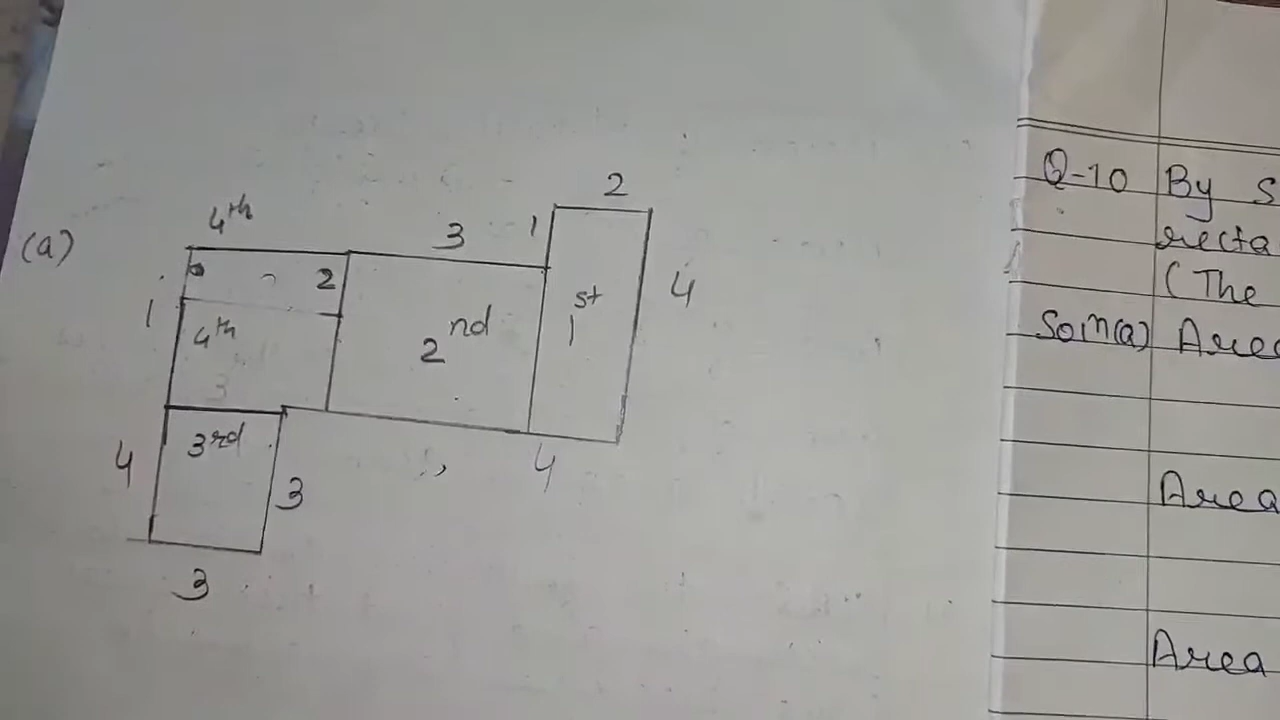 2
4th
(a)
3
1
2
1st
4
1
4th
2nd
3
3rd
4
4
3
3
Q-10 By S
recta
(The
Soln(a) Area
Area
Area